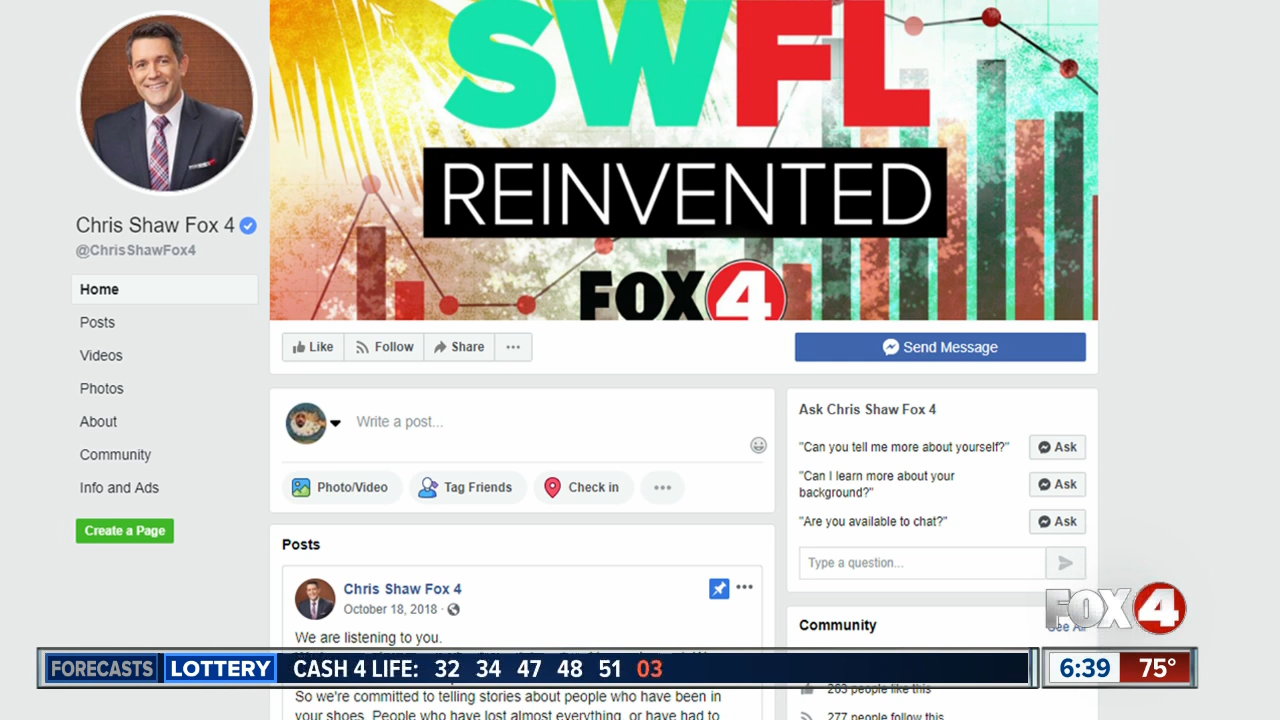 SWFL
REINVENTED
FOX 4
Chris Shaw Fox 4
@ChrisShawFox4
Home
Posts
Videos
Photos
About
Community
Info and Ads
Create a Page
Like
Follow
Share
Send Message
Write a post...
Photo/Video
Tag Friends
Check in
Posts
Chris Shaw Fox 4
October 18, 2018 ·
We are listening to you.
So we're committed to telling stories about people who have been in
your shoes. People who have lost almost everything, or have had to
Ask Chris Shaw Fox 4
"Can you tell me more about yourself?"
Ask
"Can I learn more about your
background?"
Ask
"Are you available to chat?"
Ask
Type a question...
Community
See All
263 people like this
277 people follow this
FOX 4
FORECASTS LOTTERY CASH 4 LIFE: 32 34 47 48 51 03
6:39 75°